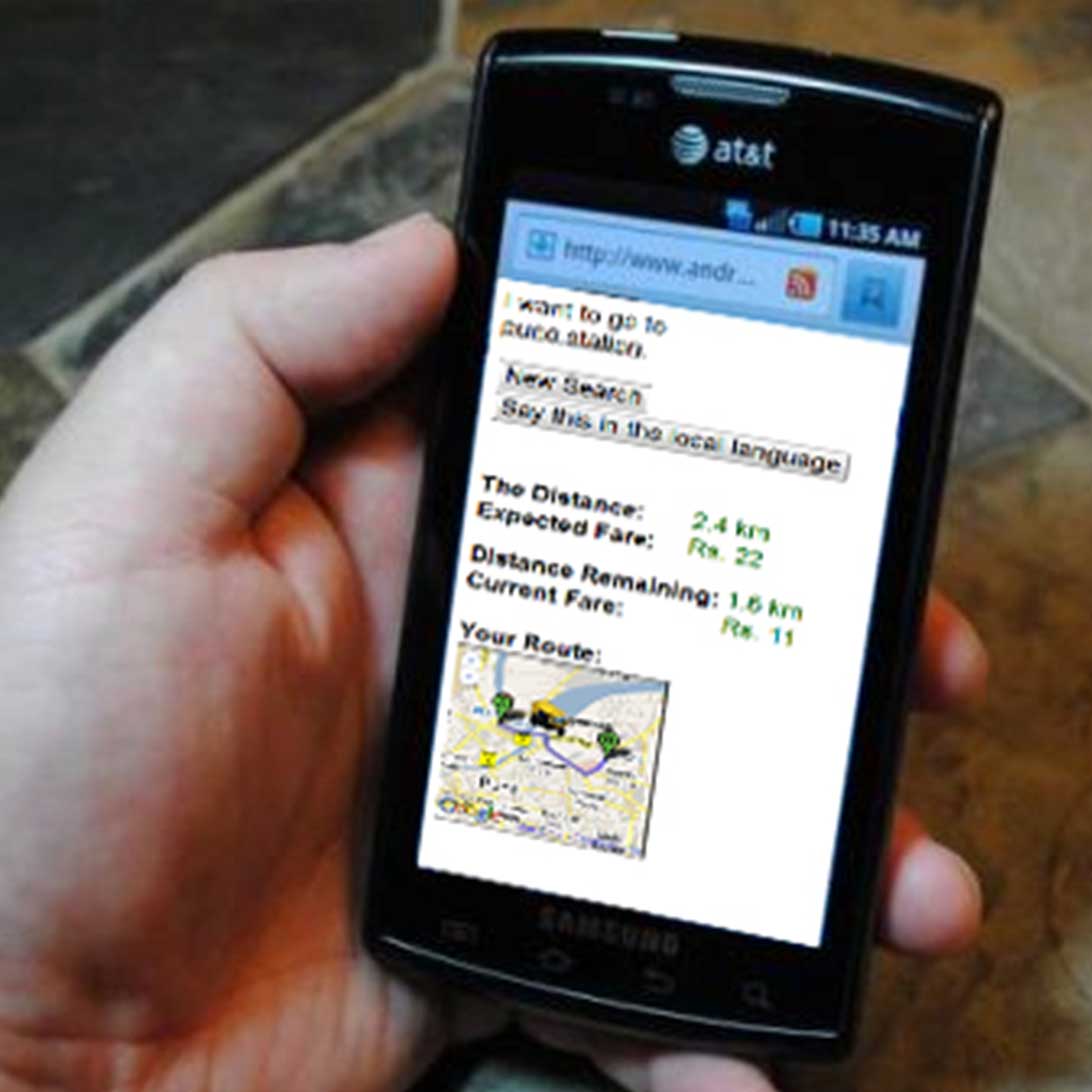 at&t
11:35 AM
http://www.andr...
I want to go to
pune station.
New Search
Say this in the local language
The Distance: 2.4 km
Expected Fare: Rs. 22
Distance Remaining: 1.6 km
Current Fare: Rs. 11
Your Route:
SAMSUNG